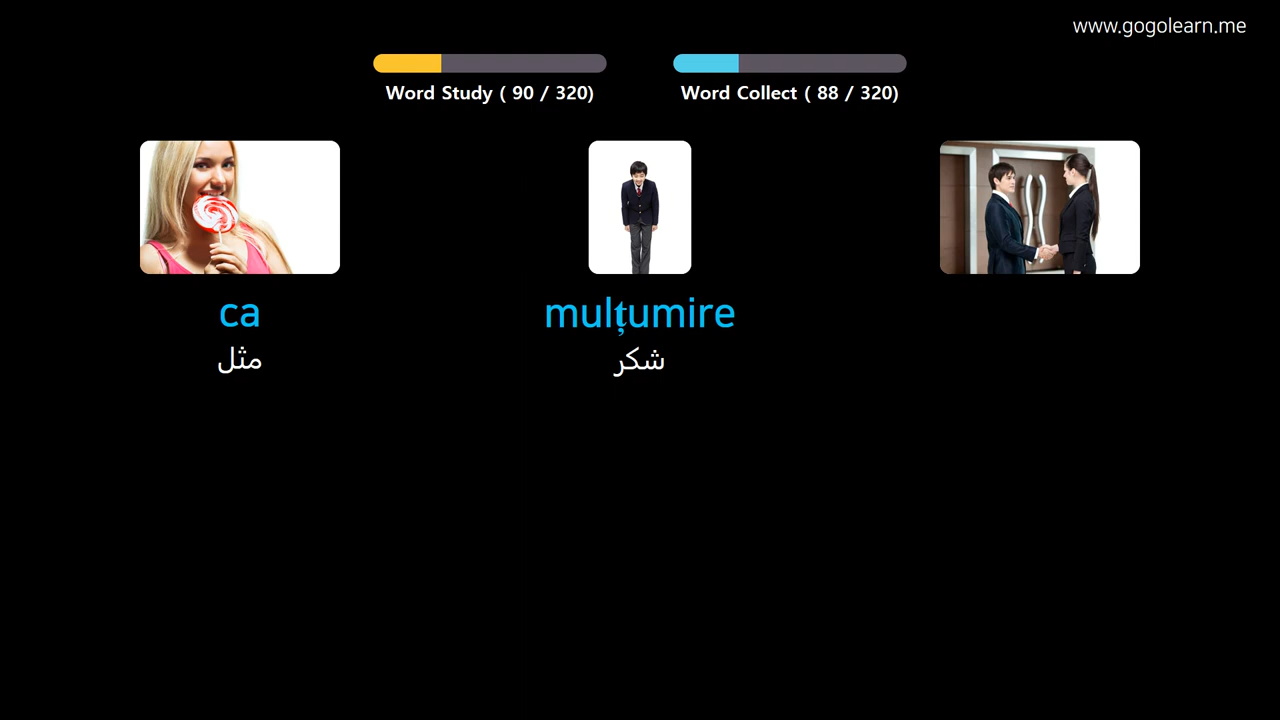 www.gogolearn.me
Word Study ( 90 / 320)
Word Collect ( 88 / 320)
ca
mulțumire
مثل
شكر